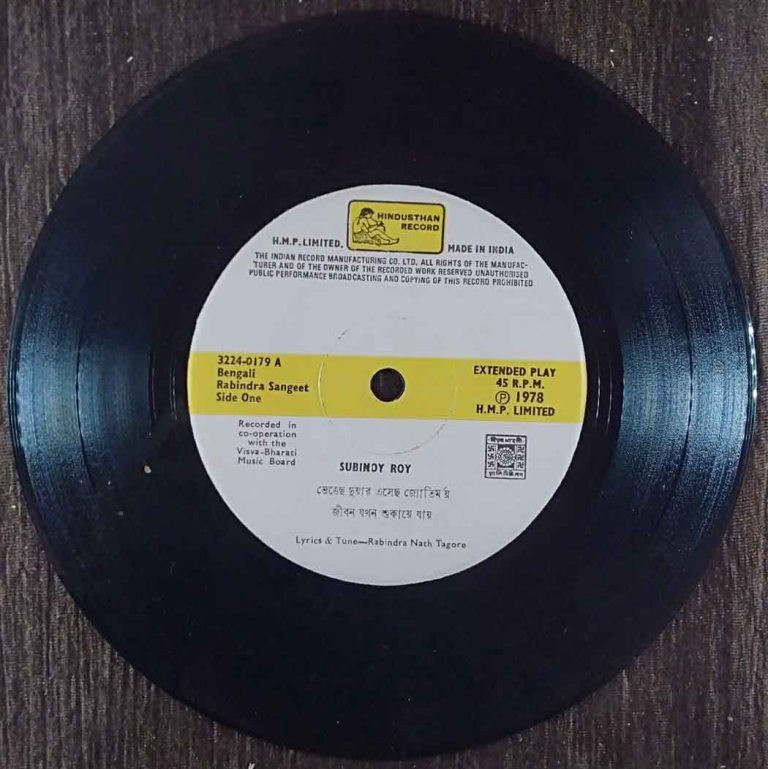 HINDUSTHAN
RECORD
H.M.P. LIMITED.
MADE IN INDIA
THE INDIAN RECORD MANUFACTURING CO. LTD. ALL RIGHTS OF THE MANUFAC-
TURER AND OF THE OWNER OF THE RECORDED WORK RESERVED UNAUTHORISED
PUBLIC PERFORMANCE BROADCASTING AND COPYING OF THIS RECORD PROHIBITED.
3224-0179 A
Bengali
Rabindra Sangeet
Side One
EXTENDED PLAY
45 R.P.M.
Ⓟ 1978
H.M.P. LIMITED
Recorded in
co-operation
with the
Visva-Bharati
Music Board
SUBINOY ROY
ভেঙেছ দুয়ার এসেছ জ্যোতির্ময়
জীবন যখন শুকায়ে যায়
Lyrics & Tune—Rabindra Nath Tagore